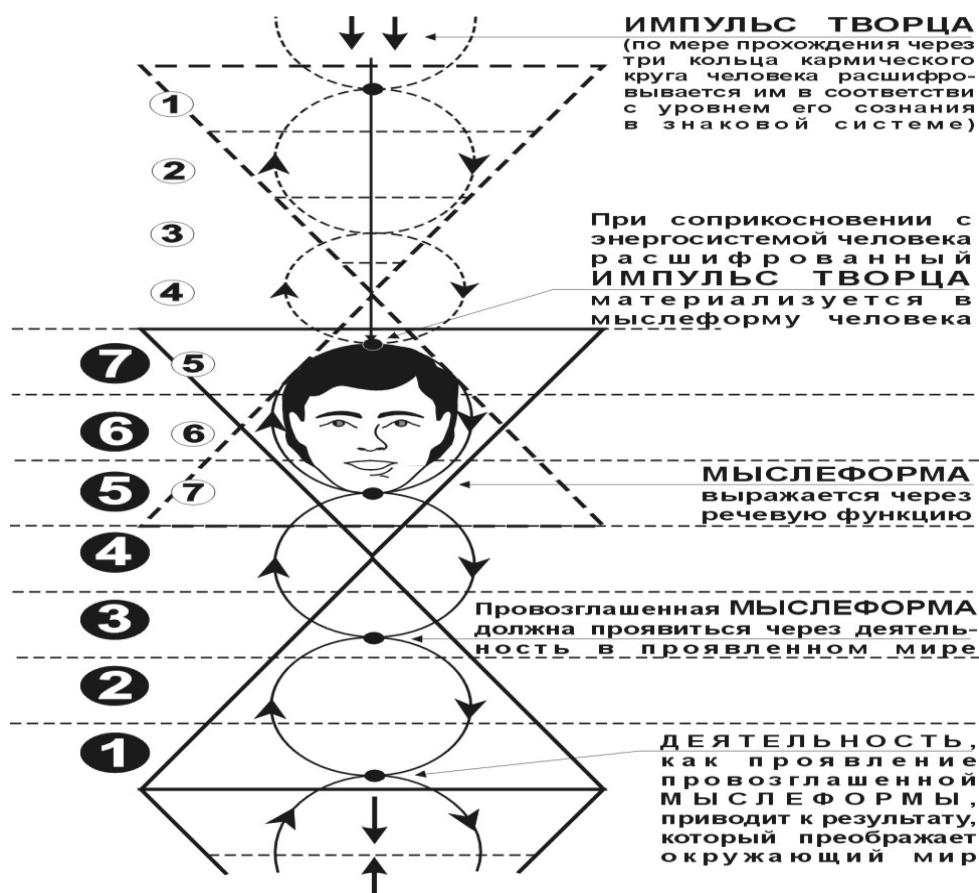 ИМПУЛЬС ТВОРЦА
(по мере прохождения через
три кольца кармического
круга человека расшифро-
вывается им в соответстви
с уровнем его сознания
в знаковой системе)
1
2
3
4
При соприкосновении с
энергосистемой человека
расшифрованный
ИМПУЛЬС ТВОРЦА
материализуется в
мыслеформу человека
7 5
6 6
5 7
МЫСЛЕФОРМА
выражается через
речевую функцию
4
3
Провозглашенная МЫСЛЕФОРМА
должна проявиться через деятель-
ность в проявленном мире
2
1
ДЕЯТЕЛЬНОСТЬ,
как проявление
провозглашенной
МЫСЛЕФОРМЫ,
приводит к результату,
который преображает
окружающий мир